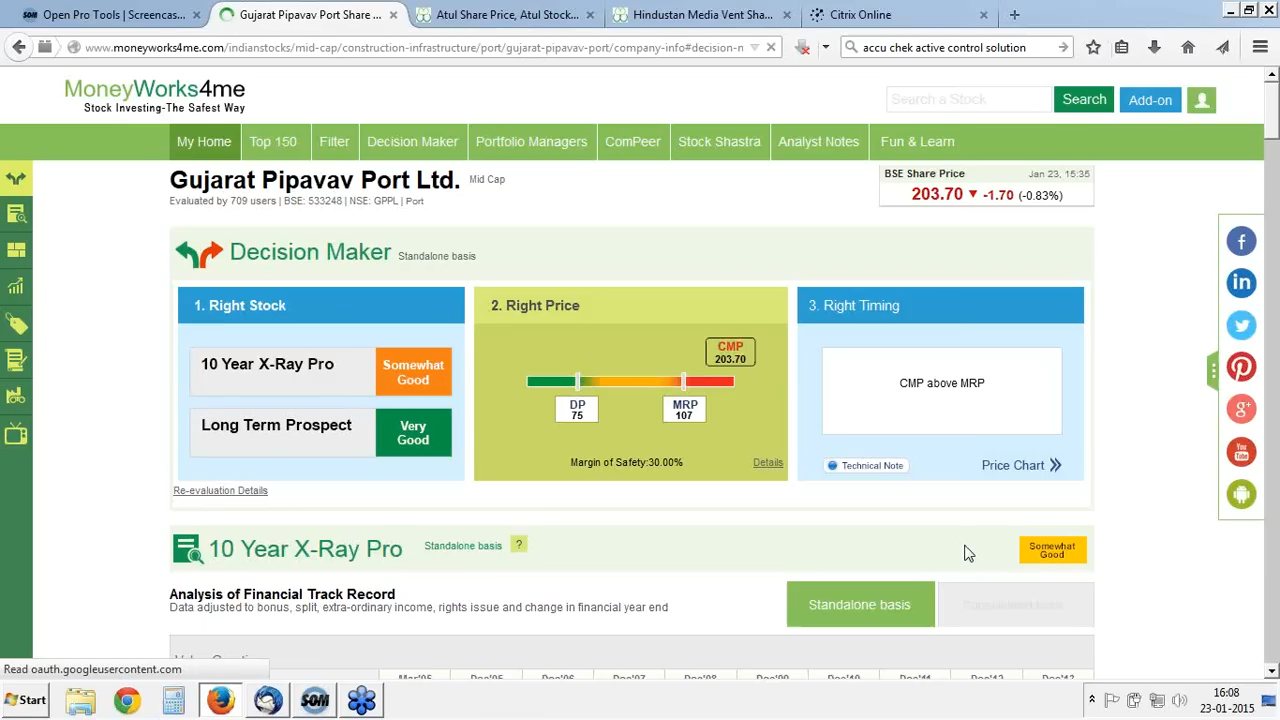 Open Pro Tools | Screencas...
Gujarat Pipavav Port Share ...
Atul Share Price, Atul Stock...
Hindustan Media Vent Sha...
Citrix Online
www.moneyworks4me.com/indianstocks/mid-cap/construction-infrastructure/port/gujarat-pipavav-port/company-info#decision-m
accu chek active control solution
MoneyWorks4me
Stock Investing-The Safest Way
Search a Stock
Search
Add-on
My Home
Top 150
Filter
Decision Maker
Portfolio Managers
ComPeer
Stock Shastra
Analyst Notes
Fun & Learn
Gujarat Pipavav Port Ltd. Mid Cap
Evaluated by 709 users | BSE: 533248 | NSE: GPPL | Port
BSE Share Price Jan 23, 15:35
203.70 ▼ -1.70 (-0.83%)
Decision Maker Standalone basis
1. Right Stock
10 Year X-Ray Pro
Somewhat
Good
Long Term Prospect
Very
Good
Re-evaluation Details
2. Right Price
CMP
203.70
DP
75
MRP
107
Margin of Safety:30.00%
Details
3. Right Timing
CMP above MRP
Technical Note
Price Chart
10 Year X-Ray Pro Standalone basis ?
Somewhat
Good
Analysis of Financial Track Record
Data adjusted to bonus, split, extra-ordinary income, rights issue and change in financial year end
Standalone basis
Read oauth.googleusercontent.com
Start
SOM
16:08
23-01-2015